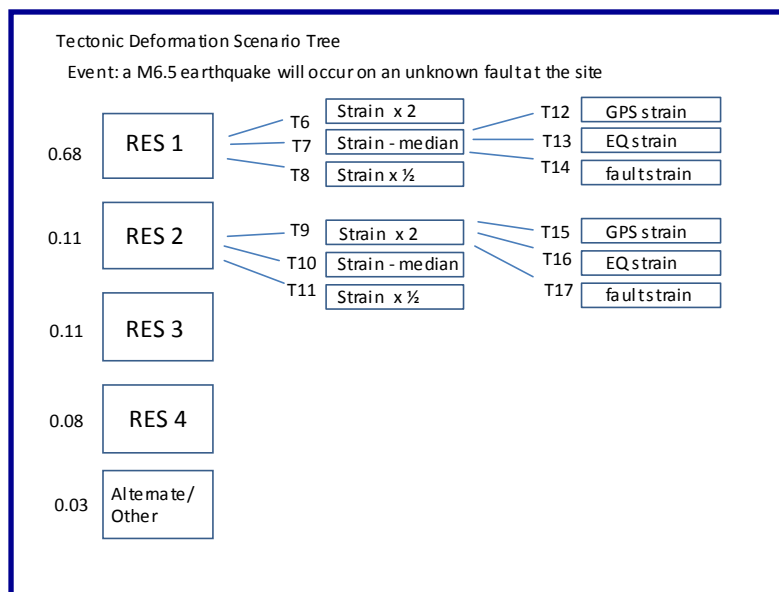 Tectonic Deformation Scenario Tree
Event: a M6.5 earthquake will occur on an unknown fault at the site
0.68
RES 1
T6
T7
T8
Strain x 2
Strain - median
Strain x ½
T12
T13
T14
GPS strain
EQ strain
fault strain
0.11
RES 2
T9
T10
T11
Strain x 2
Strain - median
Strain x ½
T15
T16
T17
GPS strain
EQ strain
fault strain
0.11
RES 3
0.08
RES 4
0.03
Alternate/
Other